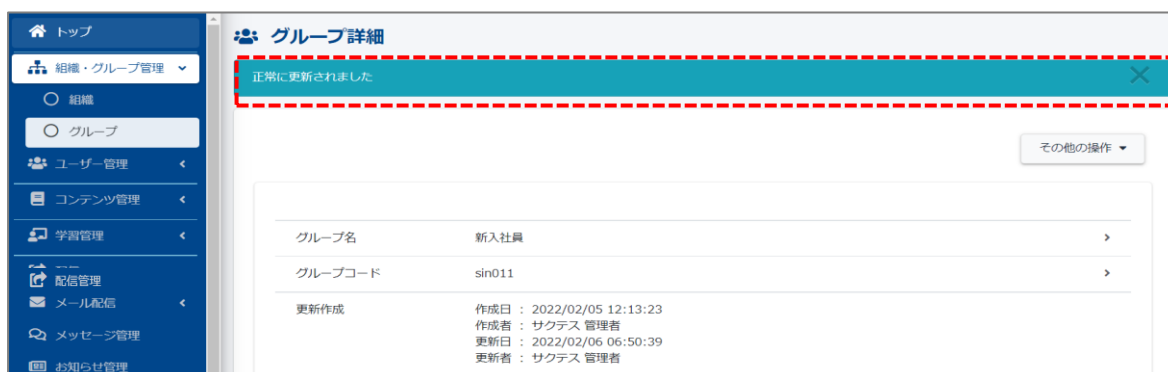 トップ
組織・グループ管理
組織
グループ
ユーザー管理
コンテンツ管理
学習管理
配信管理
メール配信
メッセージ管理
お知らせ管理
グループ詳細
正常に更新されました
その他の操作
グループ名 新入社員
グループコード sin011
更新作成 作成日 : 2022/02/05 12:13:23
作成者 : サクテス 管理者
更新日 : 2022/02/06 06:50:39
更新者 : サクテス 管理者